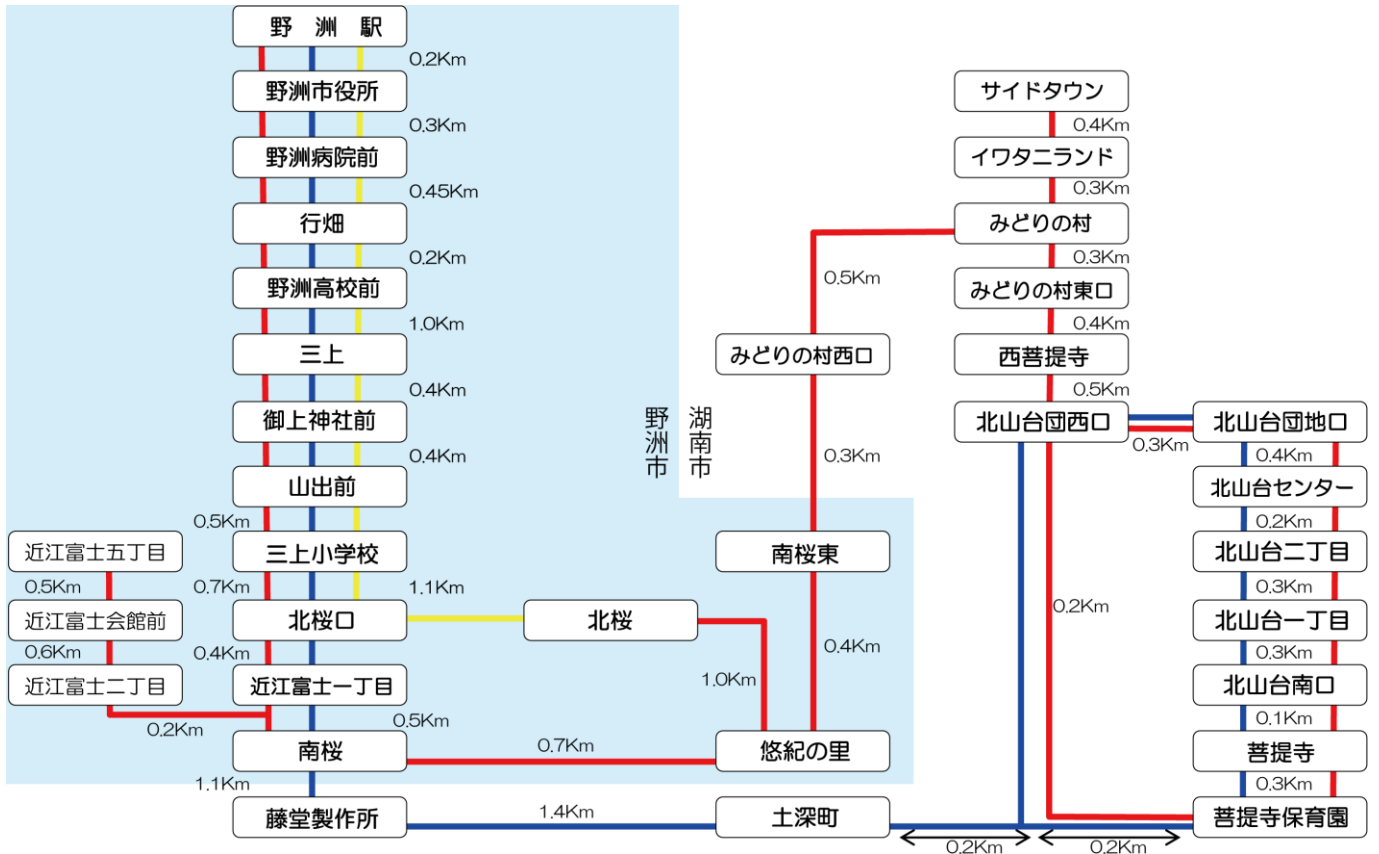 野洲駅
0.2Km
野洲市役所
0.3Km
野洲病院前
0.45Km
行畑
0.2Km
野洲高校前
1.0Km
三上
0.4Km
御上神社前
0.4Km
山出前
0.5Km
三上小学校
0.7Km
1.1Km
北桜口
0.4Km
近江富士一丁目
0.5Km
南桜
1.1Km
藤堂製作所
近江富士五丁目
0.5Km
近江富士会館前
0.6Km
近江富士二丁目
0.2Km
北桜
1.0Km
0.7Km
悠紀の里
0.4Km
南桜東
0.3Km
みどりの村西口
0.5Km
野洲市
湖南市
サイドタウン
0.4Km
イワタニランド
0.3Km
みどりの村
0.3Km
みどりの村東口
0.4Km
西菩提寺
0.5Km
北山台団西口
0.3Km
0.2Km
北山台団地口
0.4Km
北山台センター
0.2Km
北山台二丁目
0.3Km
北山台一丁目
0.3Km
北山台南口
0.1Km
菩提寺
0.3Km
菩提寺保育園
1.4Km
土深町
0.2Km
0.2Km